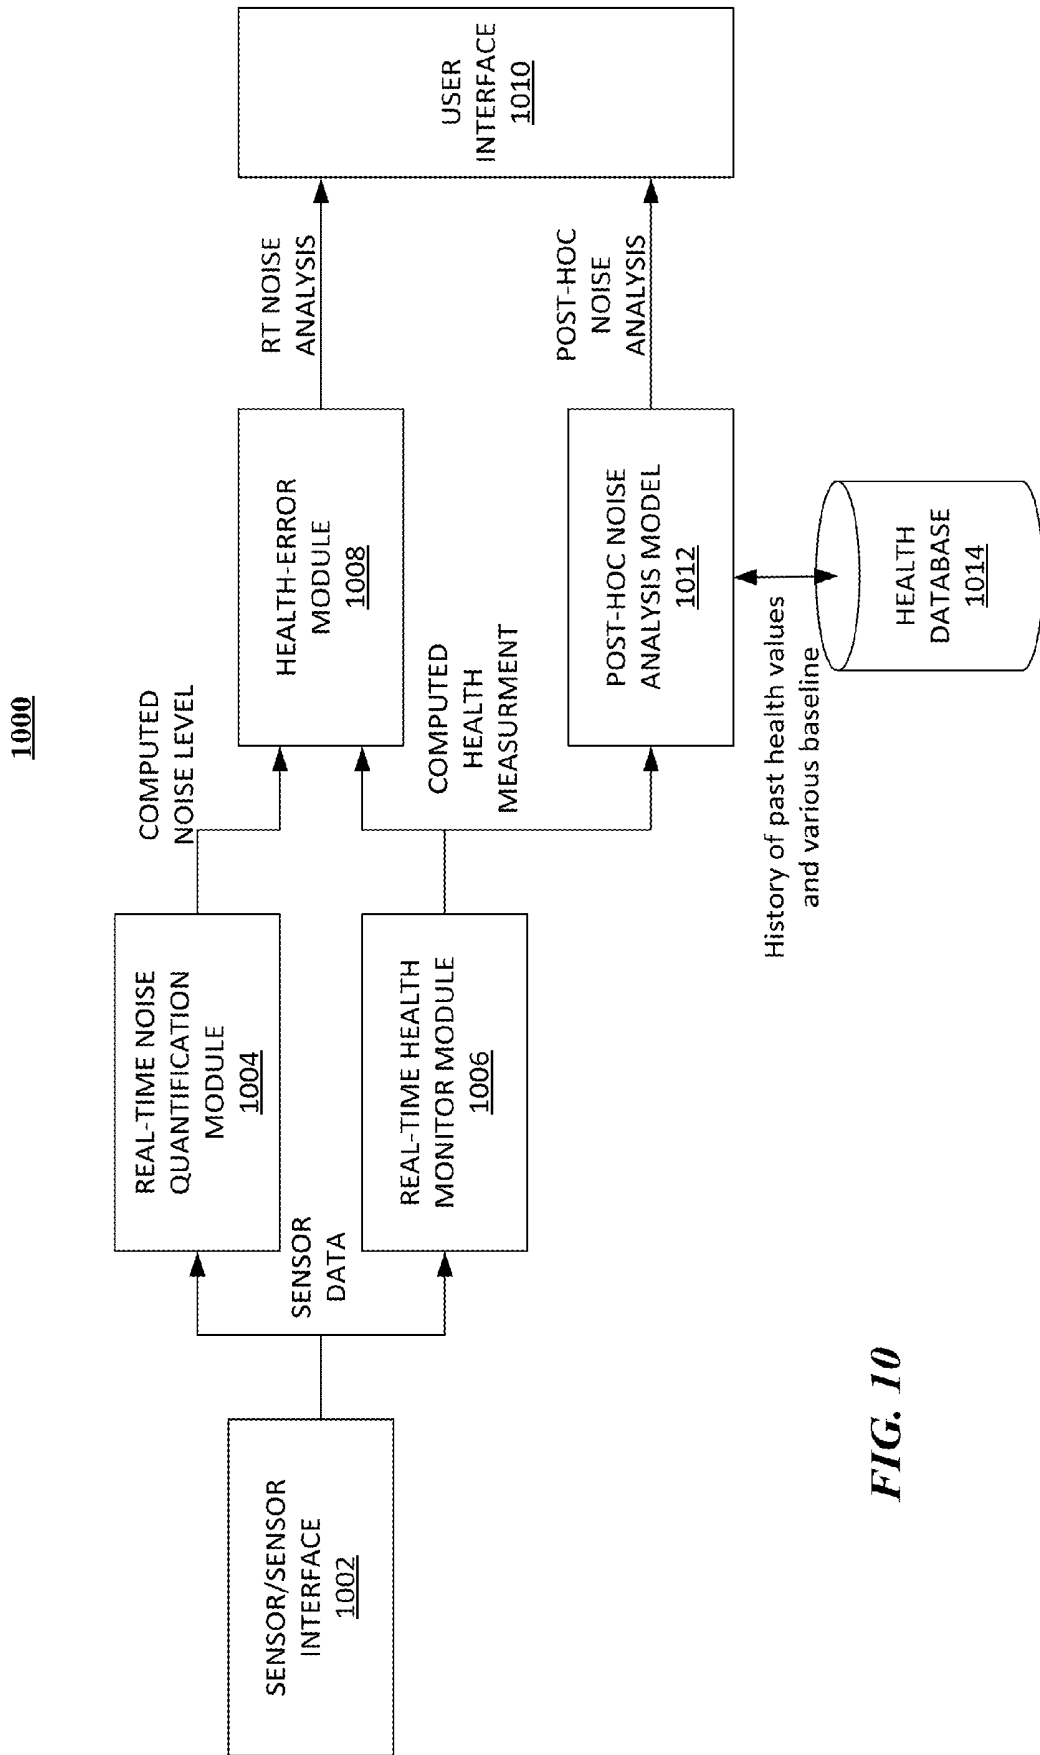 1000
SENSOR/SENSOR
INTERFACE
1002
SENSOR
DATA
REAL-TIME NOISE
QUANTIFICATION
MODULE
1004
REAL-TIME HEALTH
MONITOR MODULE
1006
COMPUTED
NOISE LEVEL
COMPUTED
HEALTH
MEASURMENT
HEALTH-ERROR
MODULE
1008
POST-HOC NOISE
ANALYSIS MODEL
1012
History of past health values
and various baseline
HEALTH
DATABASE
1014
RT NOISE
ANALYSIS
POST-HOC
NOISE
ANALYSIS
USER
INTERFACE
1010
FIG. 10